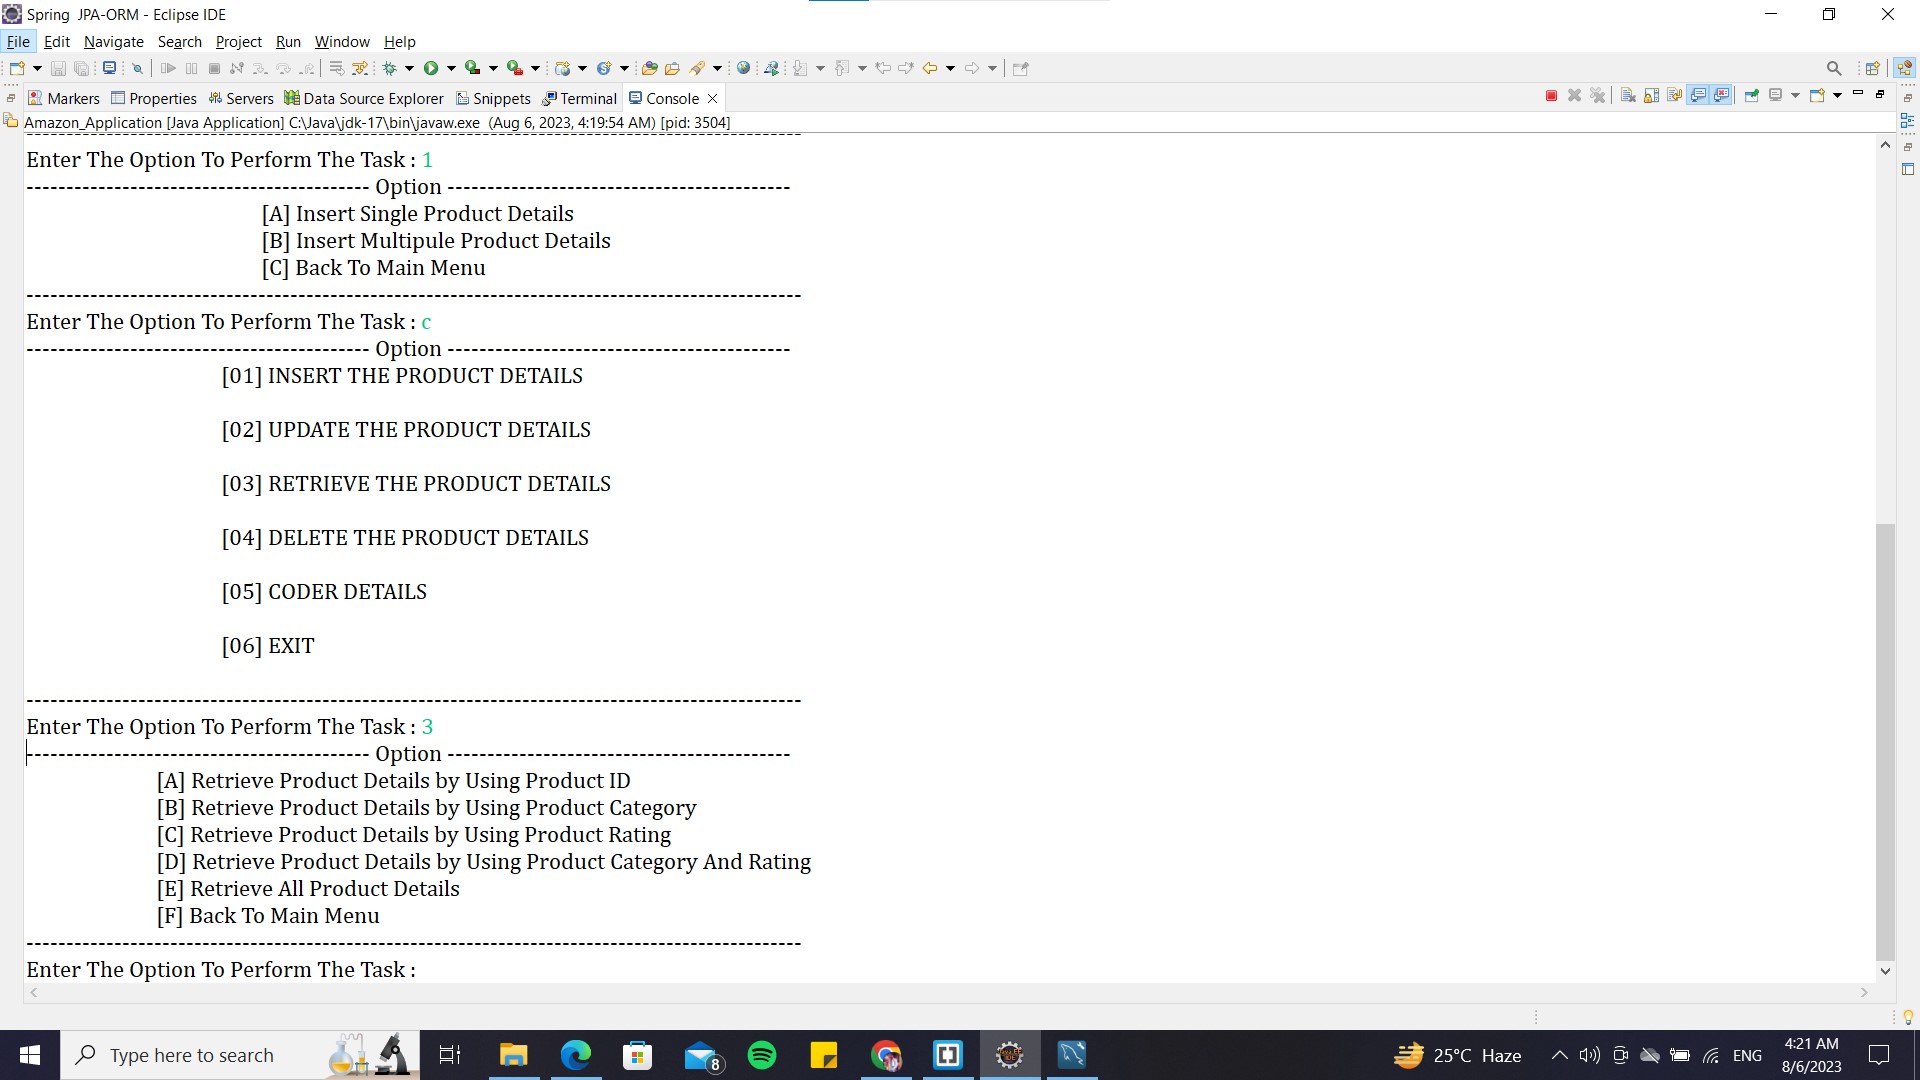 Spring JPA-ORM - Eclipse IDE
File Edit Navigate Search Project Run Window Help
Markers Properties Servers Data Source Explorer Snippets Terminal Console
Amazon_Application [Java Application] C:\Java\jdk-17\bin\javaw.exe (Aug 6, 2023, 4:19:54 AM) [pid: 3504]
Enter The Option To Perform The Task : 1
------------------------------------------- Option -------------------------------------------
[A] Insert Single Product Details
[B] Insert Multipule Product Details
[C] Back To Main Menu
-------------------------------------------------------------------------------------------------
Enter The Option To Perform The Task : c
------------------------------------------- Option -------------------------------------------
[01] INSERT THE PRODUCT DETAILS
[02] UPDATE THE PRODUCT DETAILS
[03] RETRIEVE THE PRODUCT DETAILS
[04] DELETE THE PRODUCT DETAILS
[05] CODER DETAILS
[06] EXIT
-------------------------------------------------------------------------------------------------
Enter The Option To Perform The Task : 3
------------------------------------------- Option -------------------------------------------
[A] Retrieve Product Details by Using Product ID
[B] Retrieve Product Details by Using Product Category
[C] Retrieve Product Details by Using Product Rating
[D] Retrieve Product Details by Using Product Category And Rating
[E] Retrieve All Product Details
[F] Back To Main Menu
-------------------------------------------------------------------------------------------------
Enter The Option To Perform The Task :
Type here to search 8 25°C Haze ENG 4:21 AM
8/6/2023